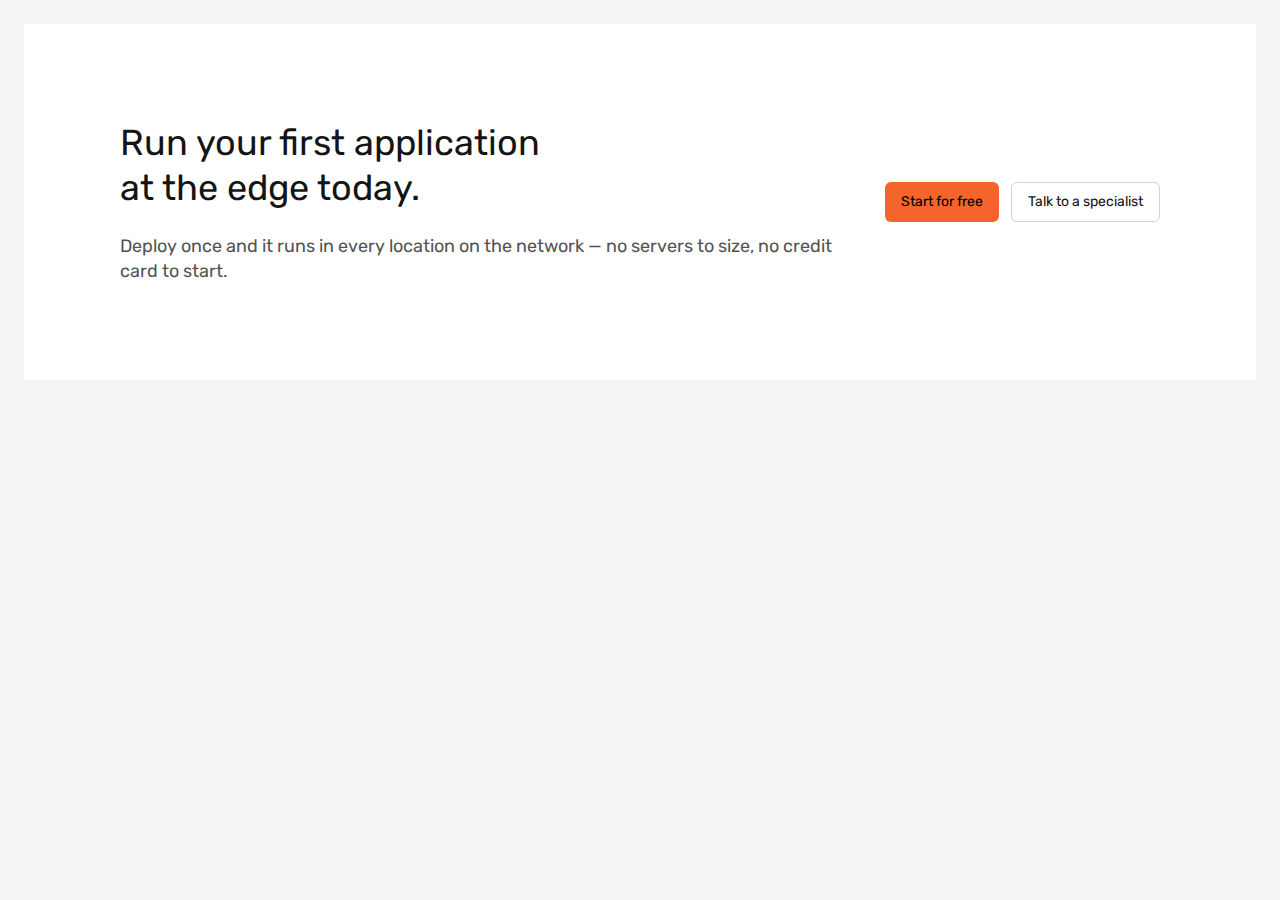 Run your first application
at the edge today.
Deploy once and it runs in every location on the network — no servers to size, no credit
card to start.
Start for free
Talk to a specialist